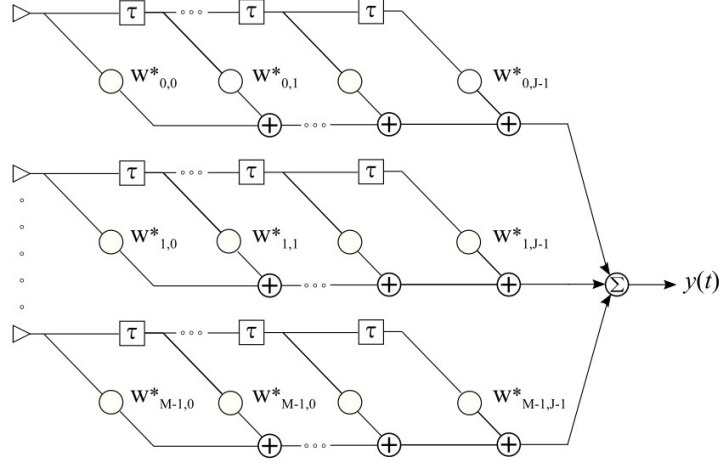 τ τ τ
W*0,0 W*0,1 W*0,J-1
+ + +
τ τ τ
W*1,0 W*1,1 W*1,J-1
+ + + Σ y(t)
τ τ τ
W*M-1,0 W*M-1,0 W*M-1,J-1
+ + +